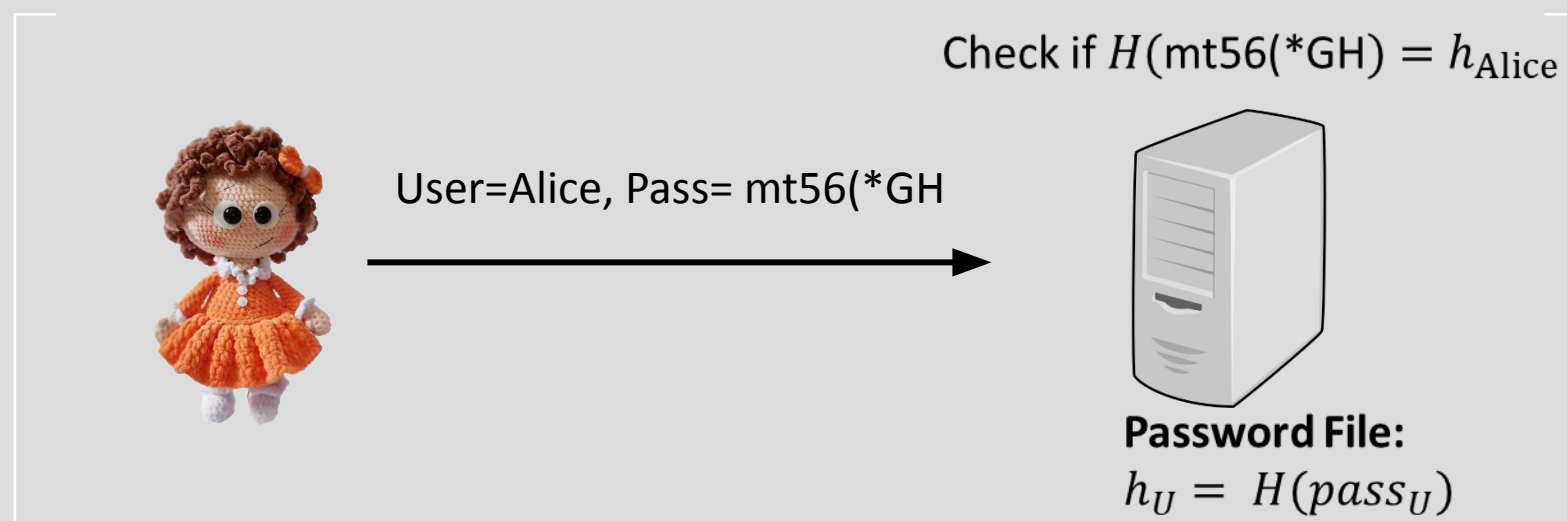 Check if H(mt56(*GH) = h_Alice
User=Alice, Pass= mt56(*GH
Password File:
h_U = H(pass_U)